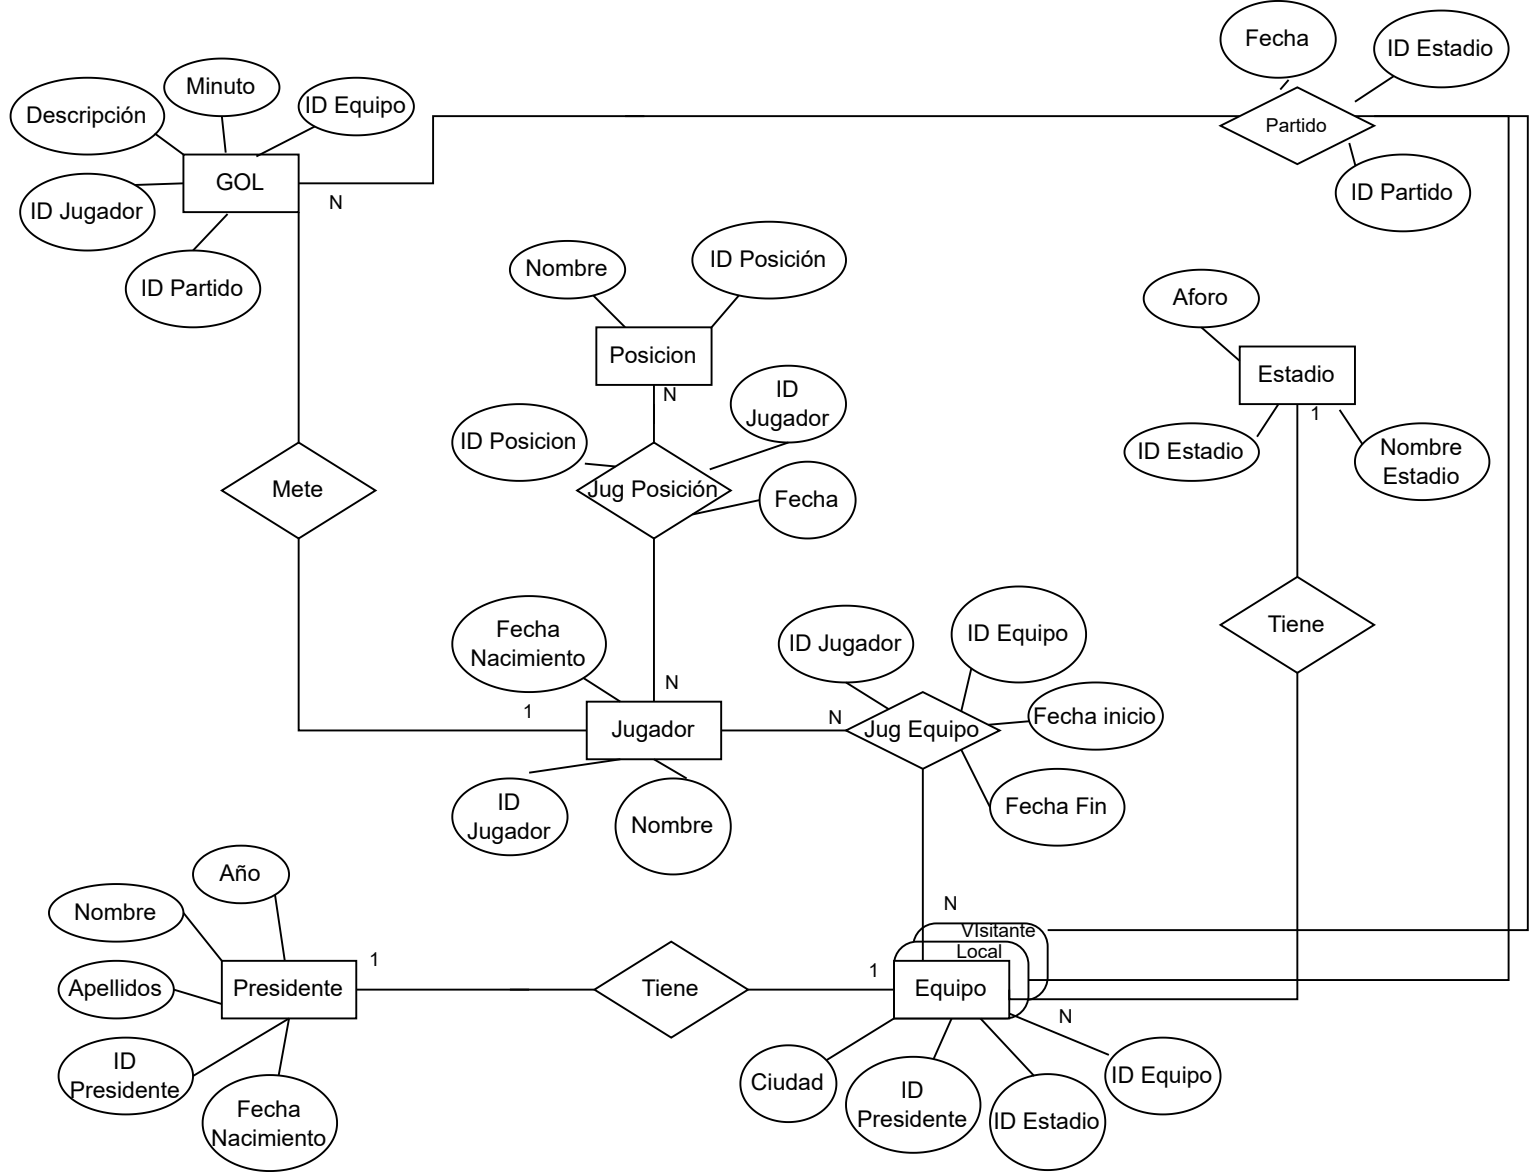 Fecha
ID Estadio
Minuto
ID Equipo
Descripción
Partido
GOL
ID Jugador
N
ID Partido
ID Partido
Nombre
ID Posición
Aforo
Posicion
Estadio
N
ID
Jugador
1
ID Posicion
ID Estadio
Nombre
Estadio
Mete
Jug Posición
Fecha
Tiene
Fecha
Nacimiento
ID Jugador
ID Equipo
N
1
Jugador
N
Jug Equipo
Fecha inicio
ID
Jugador
Nombre
Fecha Fin
Año
Nombre
N
VIsitante
Local
1
1
Apellidos
Presidente
Tiene
Equipo
N
ID
Presidente
Ciudad
ID
Presidente
ID Estadio
ID Equipo
Fecha
Nacimiento